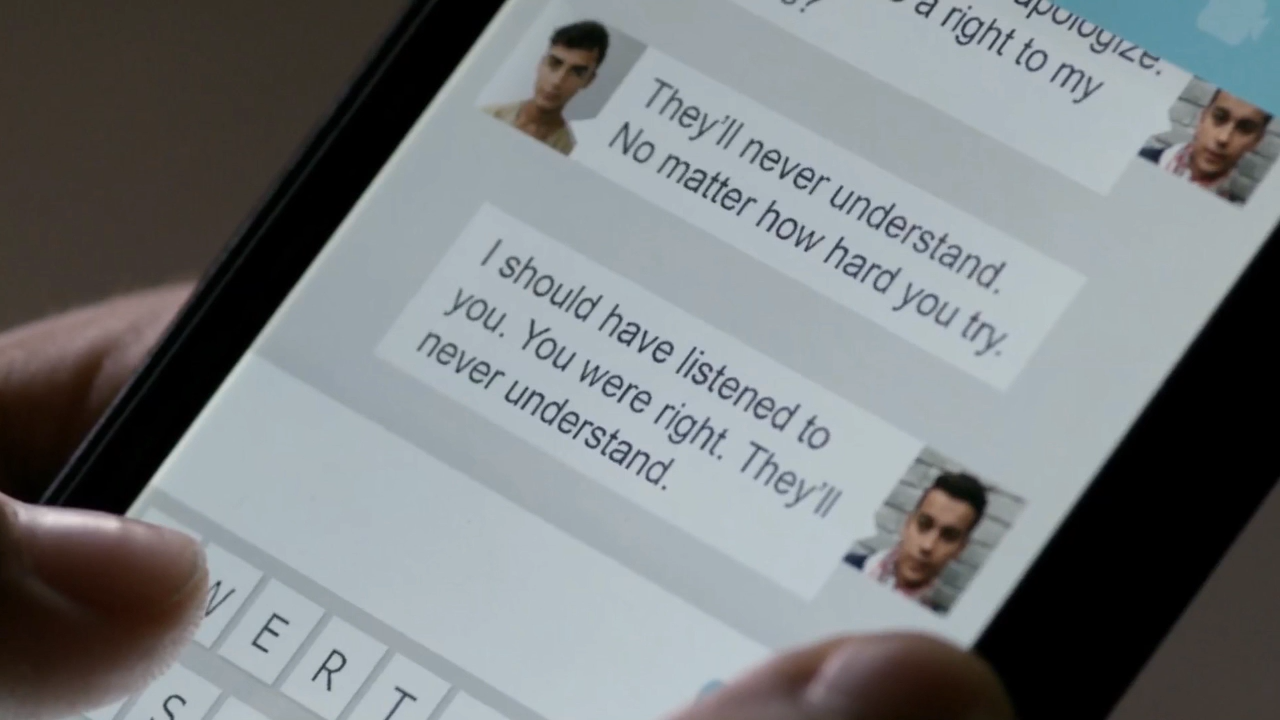 apologize.
a right to my
?
They'll never understand.
No matter how hard you try.
I should have listened to
you. You were right. They'll
never understand.
W E R T
S